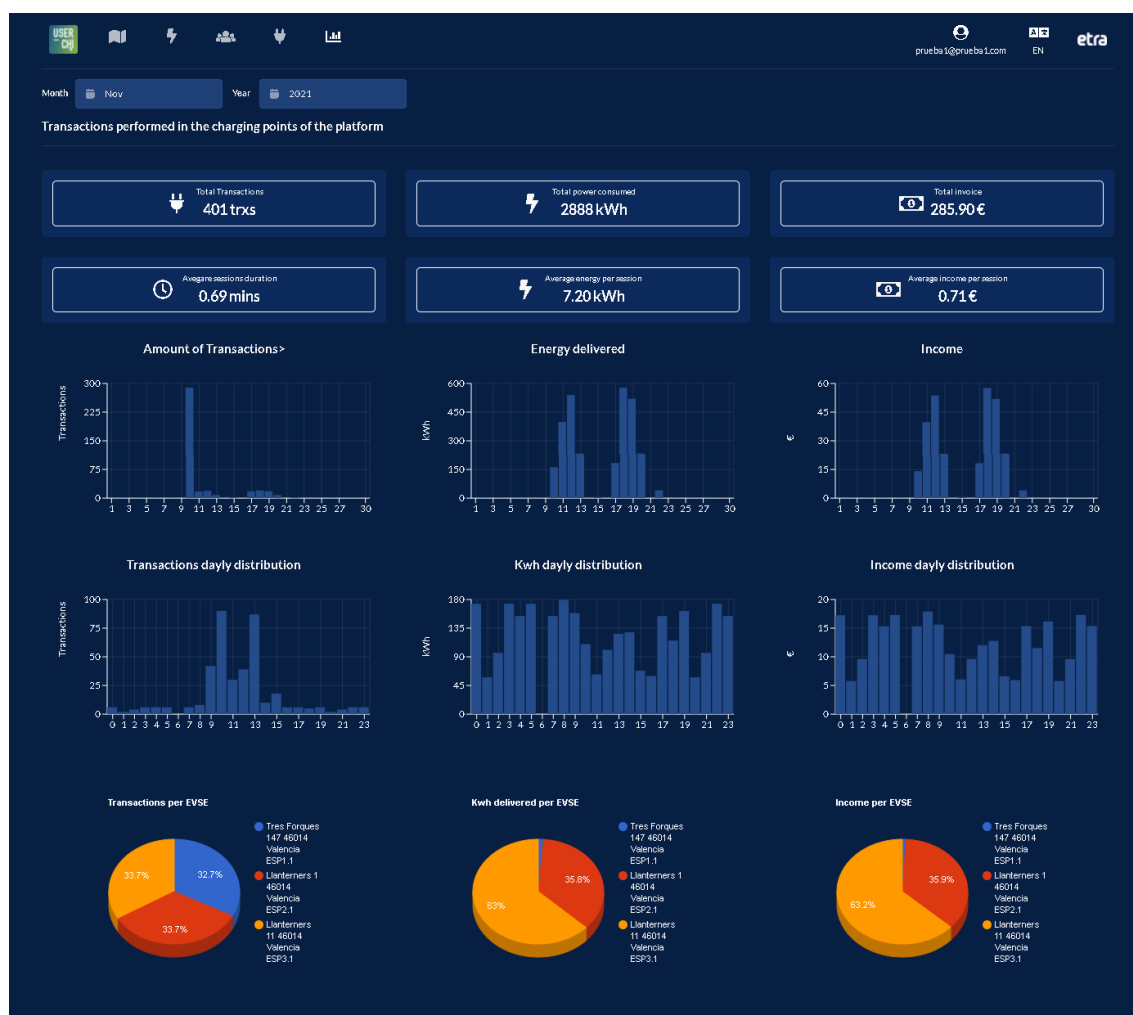 USER
CHJ
prueba1@prueba1.com
EN
etra
Month
Nov
Year
2021
Transactions performed in the charging points of the platform
Total Transactions
401 trxs
Total power consumed
2888 kWh
Total invoice
285.90 €
Avegare sessions duration
0.69 mins
Average energy per session
7.20 kWh
Average income per session
0.71 €
Amount of Transactions>
Transactions
300
225
150
75
0
1 3 5 7 9 11 13 15 17 19 21 23 25 27 30
Energy delivered
kWh
600
450
300
150
0
1 3 5 7 9 11 13 15 17 19 21 23 25 27 30
Income
€
60
45
30
15
0
1 3 5 7 9 11 13 15 17 19 21 23 25 27 30
Transactions dayly distribution
Transactions
100
75
50
25
0
0 1 2 3 4 5 6 7 8 9 11 13 15 17 19 21 23
Kwh dayly distribution
kWh
180
135
90
45
0
0 1 2 3 4 5 6 7 8 9 11 13 15 17 19 21 23
Income dayly distribution
€
20
15
10
5
0
0 1 2 3 4 5 6 7 8 9 11 13 15 17 19 21 23
Transactions per EVSE
33.7%
32.7%
33.7%
Tres Forques
147 46014
Valencia
ESP1.1
Llanterners 1
46014
Valencia
ESP2.1
Llanterners
11 46014
Valencia
ESP3.1
Kwh delivered per EVSE
35.8%
63%
Tres Forques
147 46014
Valencia
ESP1.1
Llanterners 1
46014
Valencia
ESP2.1
Llanterners
11 46014
Valencia
ESP3.1
Income per EVSE
35.9%
63.2%
Tres Forques
147 46014
Valencia
ESP1.1
Llanterners 1
46014
Valencia
ESP2.1
Llanterners
11 46014
Valencia
ESP3.1